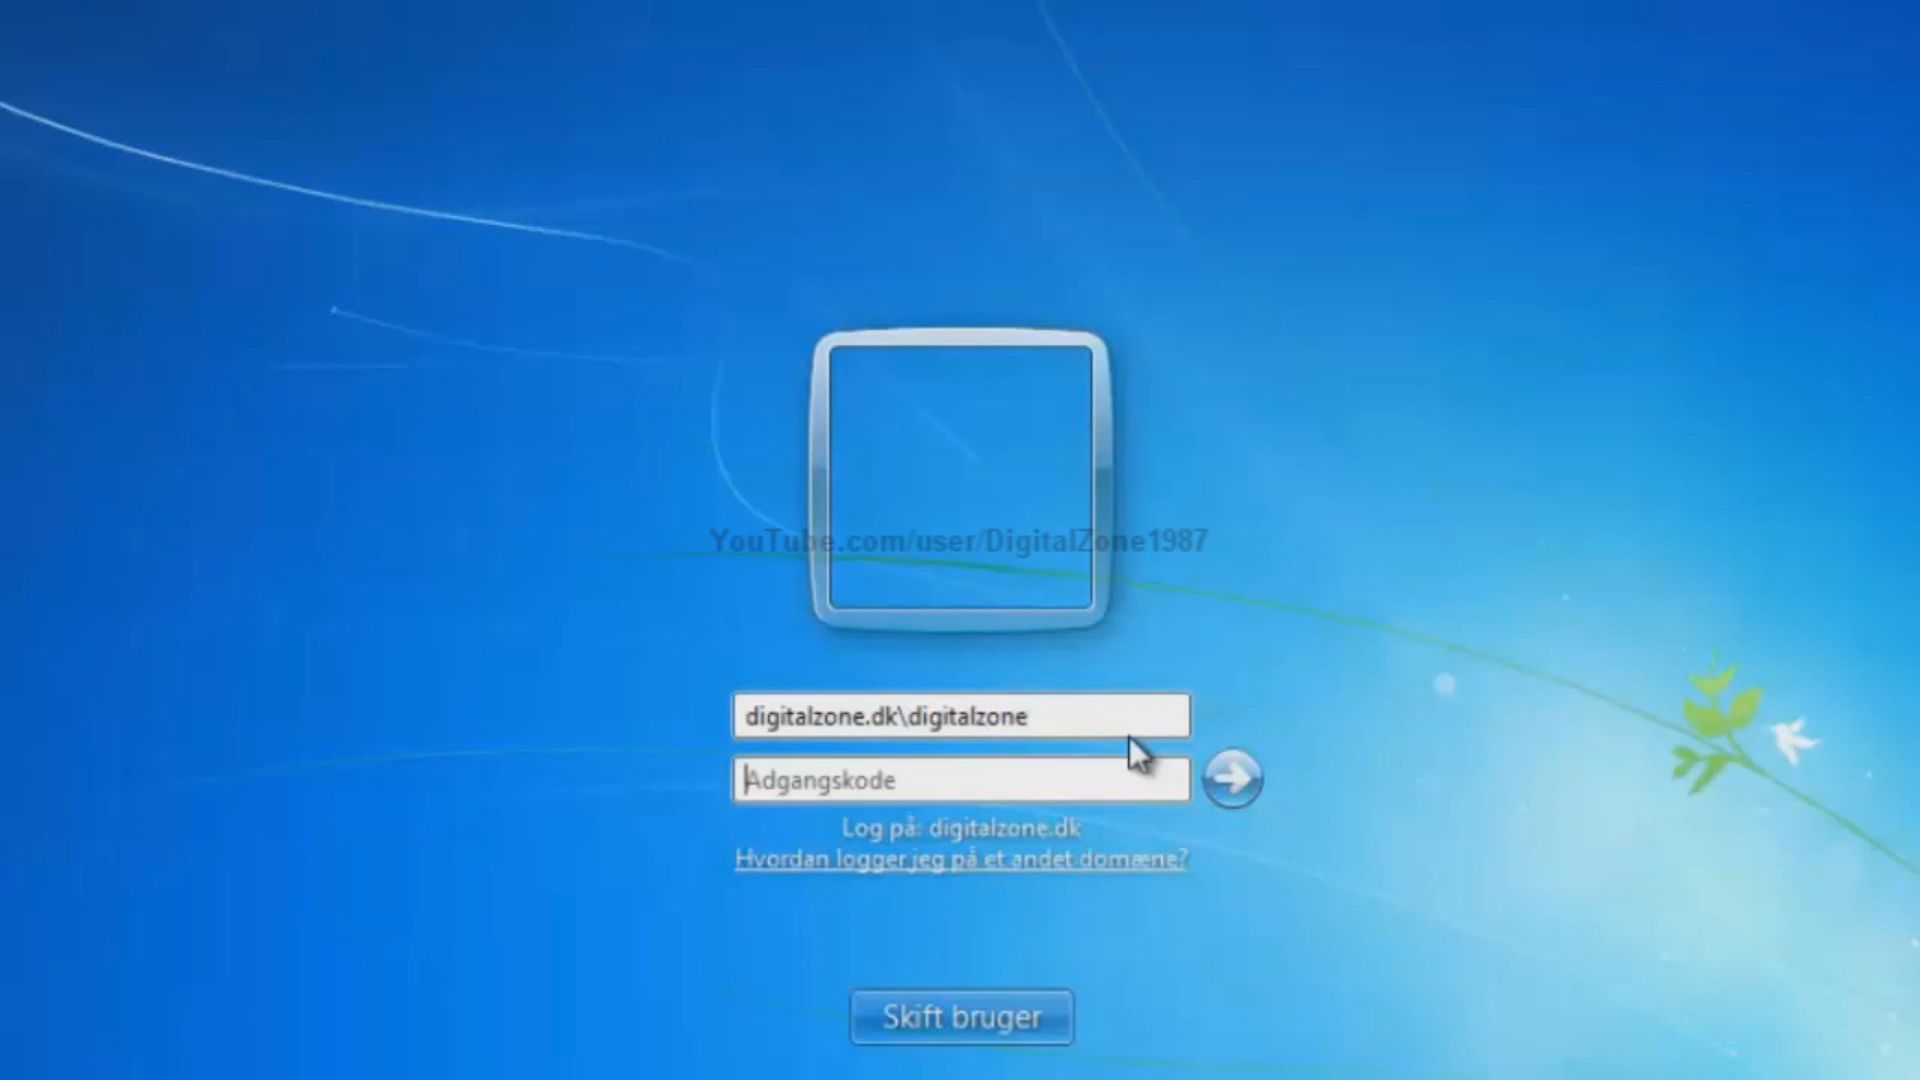 YouTube.com/user/DigitalZone1987
digitalzone.dk\digitalzone
Adgangskode
Log på: digitalzone.dk
Hvordan logger jeg på et andet domæne?
Skift bruger